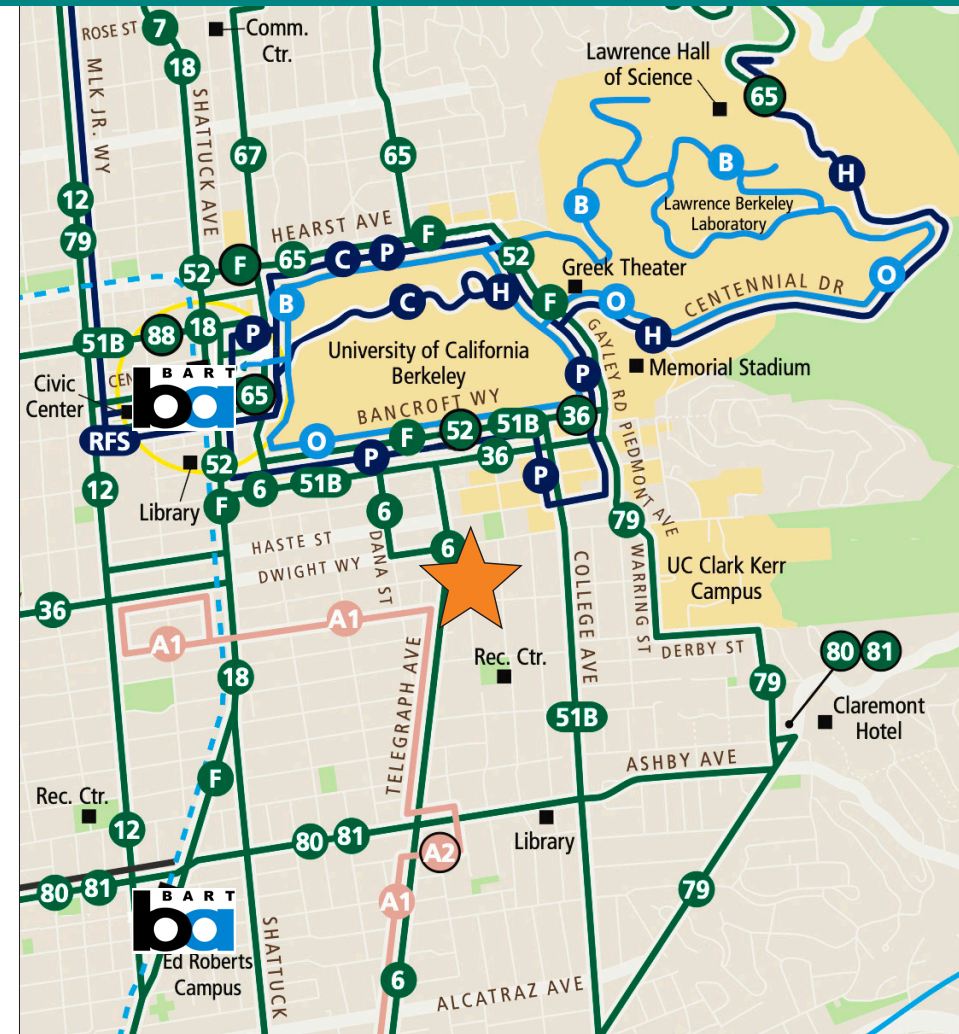 ROSE ST
7
Comm.
Ctr.
MLK JR. WY
18
SHATTUCK AVE
67
65
Lawrence Hall
of Science
65
H
B
B
Lawrence Berkeley
Laboratory
12
79
HEARST AVE
F
P
C
65
F
52
52
Greek Theater
O
O
CENTENNIAL DR
H
F
H
C
B
P
18
88
51B
University of California
Berkeley
GAYLEY RD
Memorial Stadium
P
Civic
Center
CEN
BART
ba
65
BANCROFT WY
36
51B
52
F
O
RFS
P
36
P
PIEDMONT AVE
52
Library
12
F
6
51B
6
79
HASTE ST
DWIGHT WY
DANA ST
6
COLLEGE AVE
WARRING ST
UC Clark Kerr
Campus
36
A1
A1
Rec. Ctr.
DERBY ST
80
81
18
TELEGRAPH AVE
79
51B
Claremont
Hotel
F
ASHBY AVE
Rec. Ctr.
12
80
81
Library
A2
80
81
BART
ba
A1
79
SHATTUCK
Ed Roberts
Campus
6
ALCATRAZ AVE